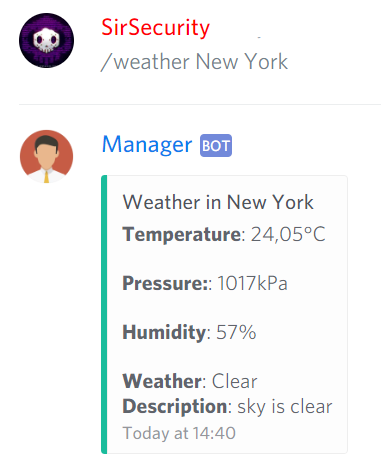 SirSecurity
/weather New York
Manager BOT
Weather in New York
Temperature: 24,05°C
Pressure:: 1017kPa
Humidity: 57%
Weather: Clear
Description: sky is clear
Today at 14:40